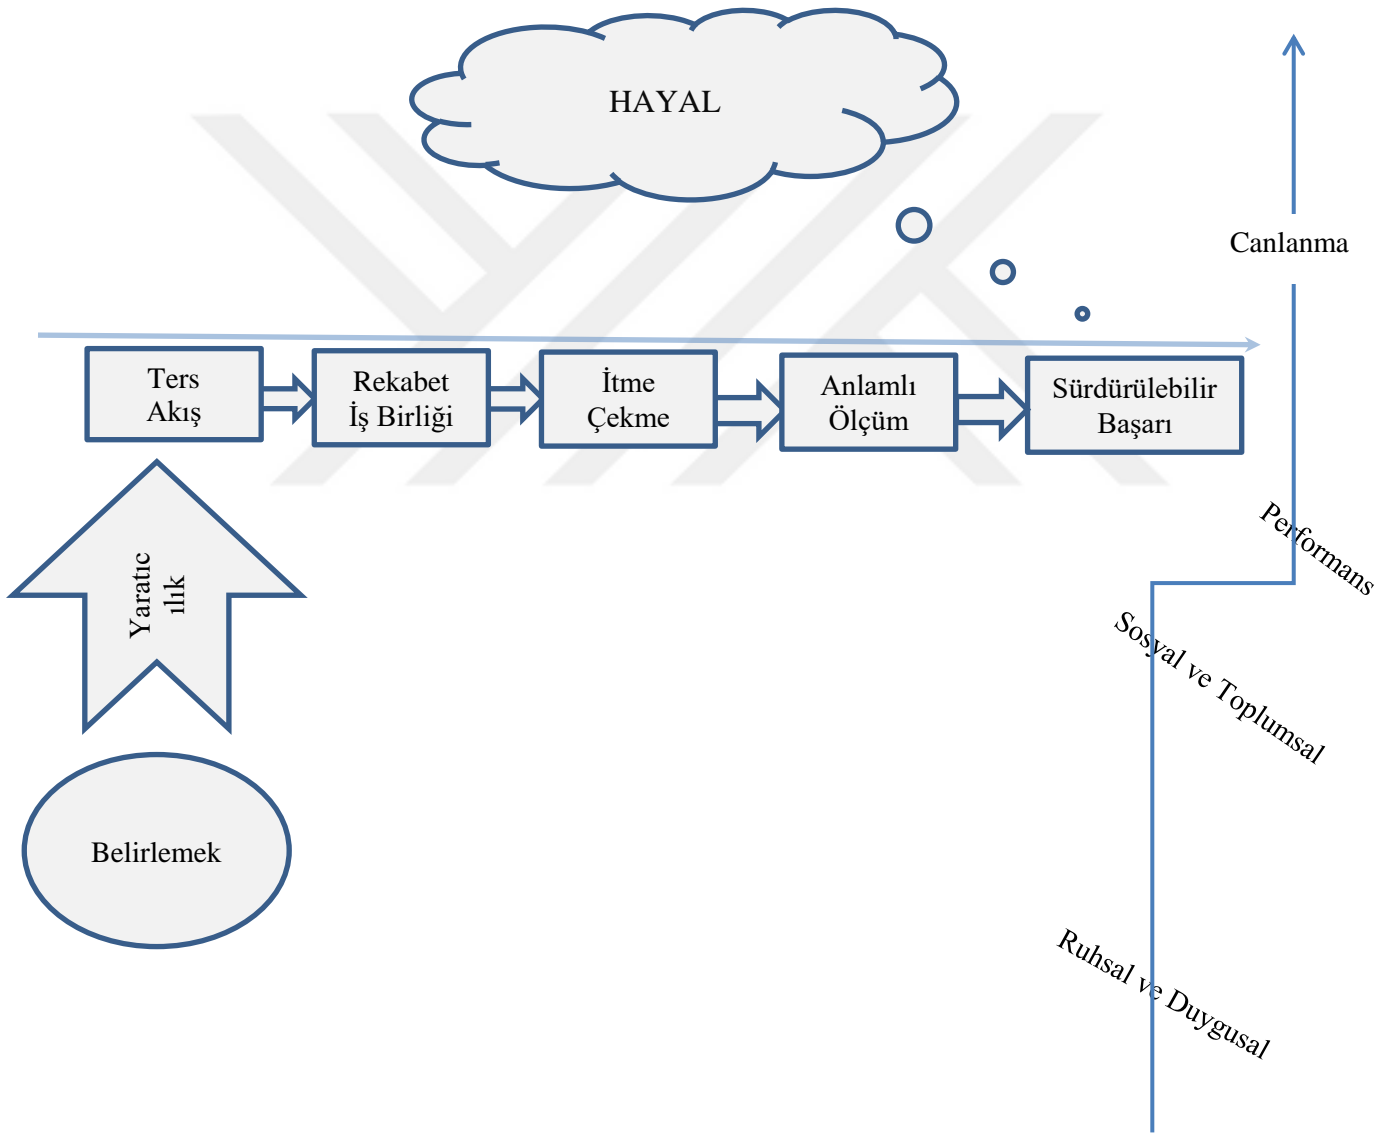 HAYAL
Canlanma
Ters
Akış
Rekabet
İş Birliği
İtme
Çekme
Anlamlı
Ölçüm
Sürdürülebilir
Başarı
Performans
Yaratıc
ılık
Sosyal ve Toplumsal
Belirlemek
Ruhsal ve Duygusal